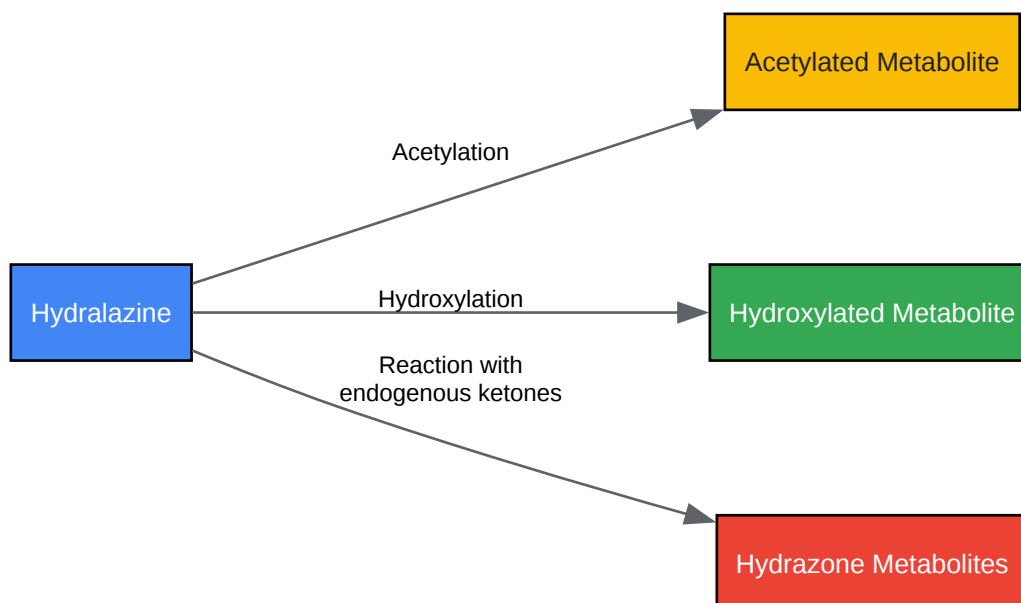 Acetylated Metabolite
Acetylation
Hydralazine
Hydroxylation
Hydroxylated Metabolite
Reaction with
endogenous ketones
Hydrazone Metabolites